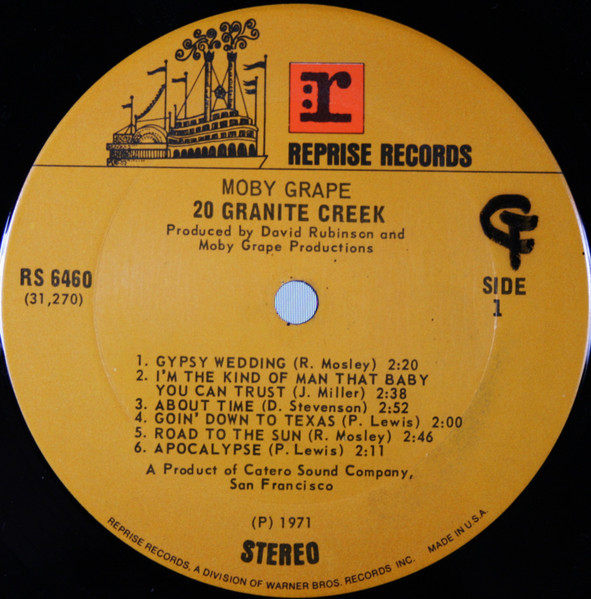 r
REPRISE RECORDS
MOBY GRAPE
20 GRANITE CREEK
Produced by David Rubinson and
Moby Grape Productions
RS 6460
(31,270)
SIDE
1
1. GYPSY WEDDING (R. Mosley) 2:20
2. I'M THE KIND OF MAN THAT BABY
YOU CAN TRUST (J. Miller) 2:38
3. ABOUT TIME (D. Stevenson) 2:52
4. GOIN' DOWN TO TEXAS (P. Lewis) 2:00
5. ROAD TO THE SUN (R. Mosley) 2:46
6. APOCALYPSE (P. Lewis) 2:11
A Product of Catero Sound Company,
San Francisco
(P) 1971
STEREO
REPRISE RECORDS, A DIVISION OF WARNER BROS. RECORDS INC. MADE IN U.S.A.